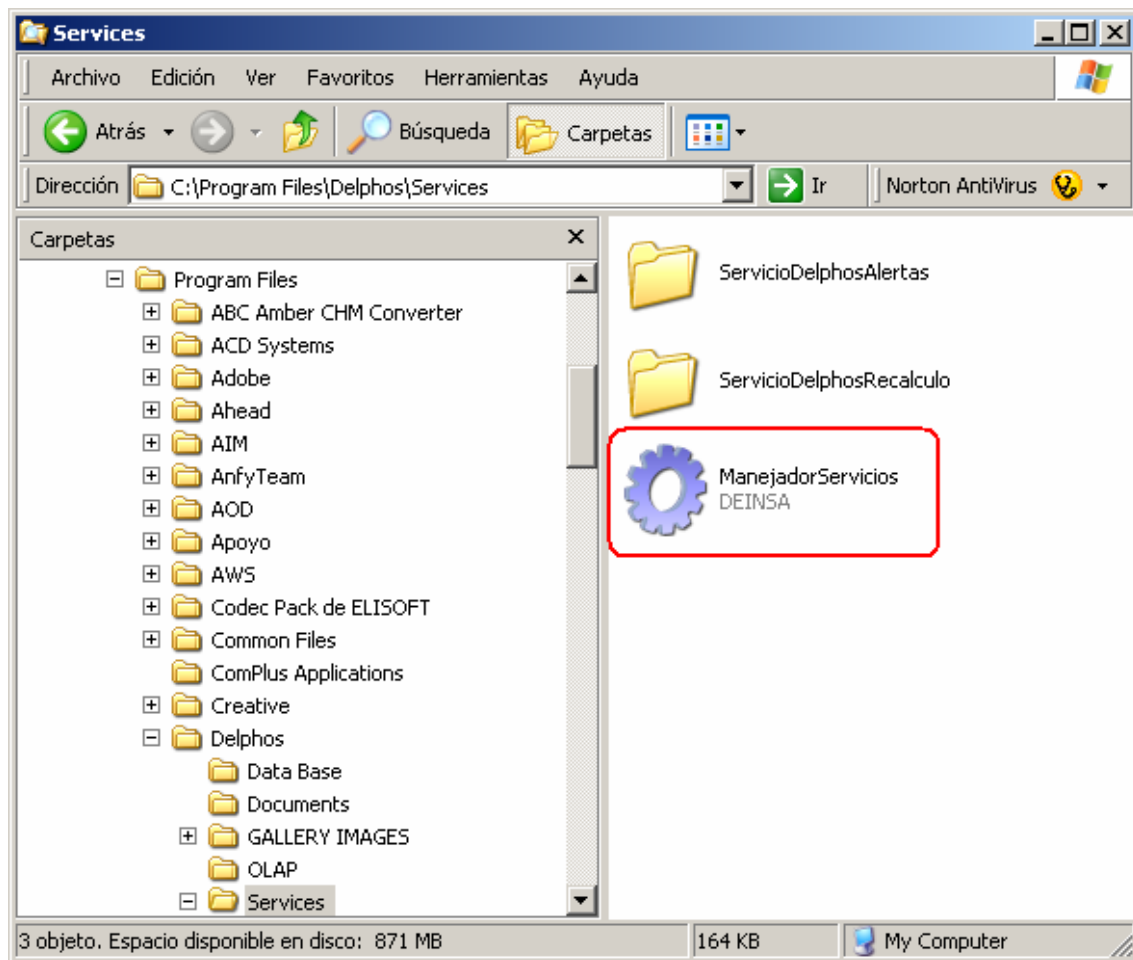 Services
Archivo Edición Ver Favoritos Herramientas Ayuda
Atrás Búsqueda Carpetas
Dirección C:\Program Files\Delphos\Services Ir Norton AntiVirus
Carpetas
Program Files
ABC Amber CHM Converter
ACD Systems
Adobe
Ahead
AIM
AnfyTeam
AOD
Apoyo
AWS
Codec Pack de ELISOFT
Common Files
ComPlus Applications
Creative
Delphos
Data Base
Documents
GALLERY IMAGES
OLAP
Services
ServicioDelphosAlertas
ServicioDelphosRecalculo
ManejadorServicios
DEINSA
3 objeto. Espacio disponible en disco: 871 MB 164 KB My Computer